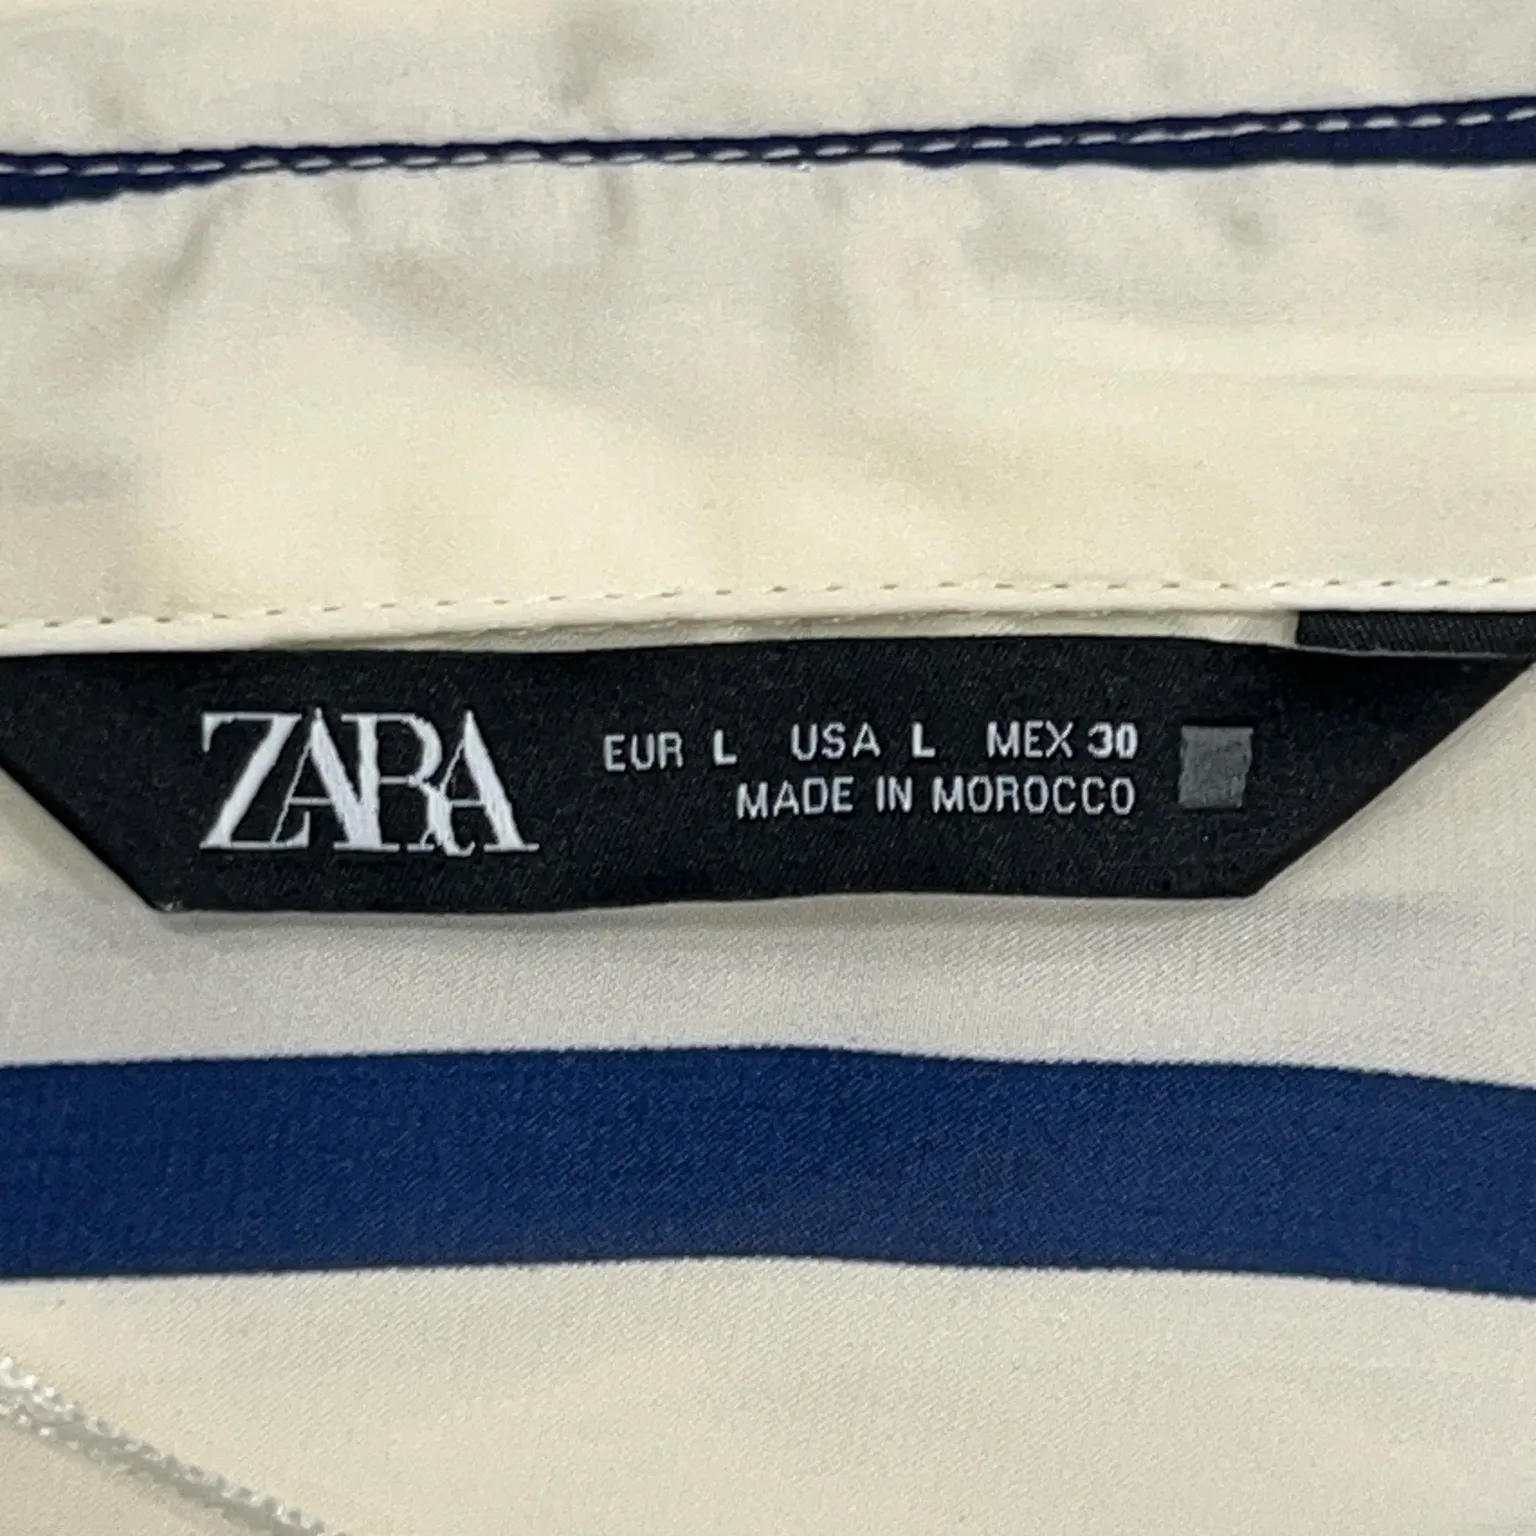 ZARA
EUR L USA L MEX 30
MADE IN MOROCCO